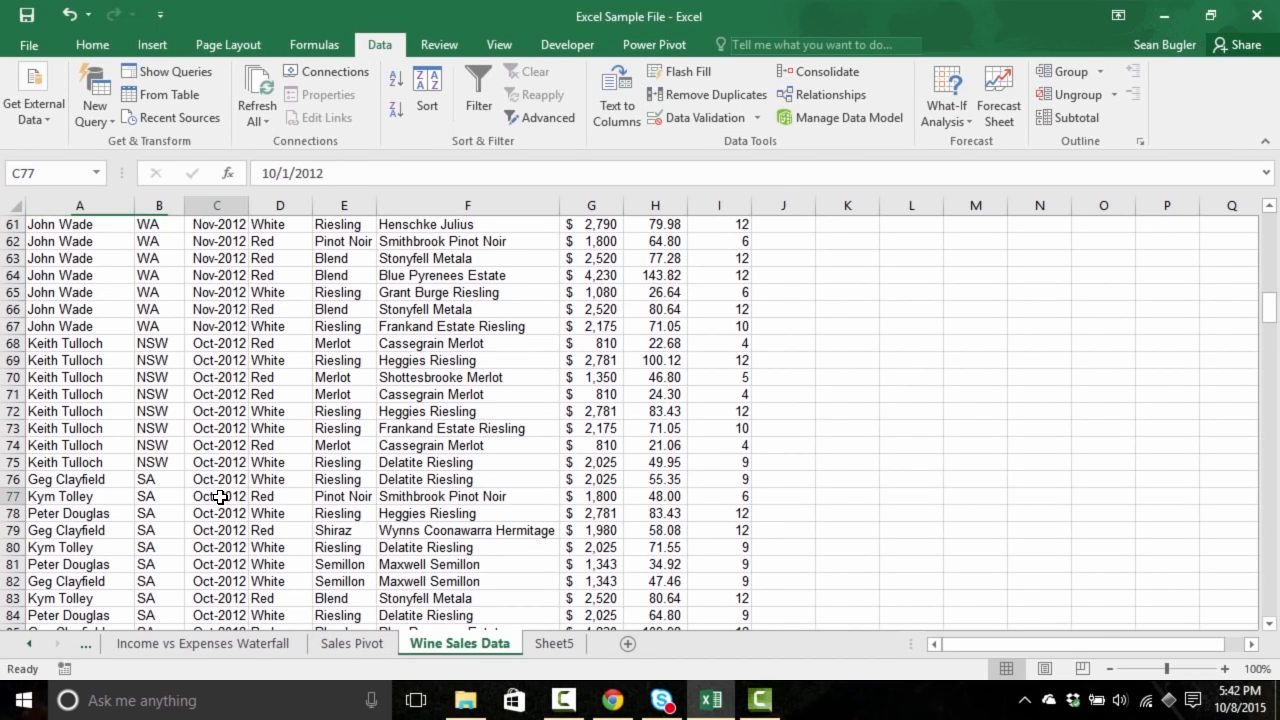 Excel Sample File - Excel
File Home Insert Page Layout Formulas Data Review View Developer Power Pivot Tell me what you want to do... Sean Bugler Share
Get External Data
New Query
Show Queries
From Table
Recent Sources
Get & Transform
Refresh All
Connections
Properties
Edit Links
Connections
Sort
Filter
Clear
Reapply
Advanced
Sort & Filter
Text to Columns
Flash Fill
Remove Duplicates
Data Validation
Consolidate
Relationships
Manage Data Model
Data Tools
What-If Analysis
Forecast Sheet
Forecast
Group
Ungroup
Subtotal
Outline
C77 fx 10/1/2012
A B C D E F G H I J K L M N O P Q
61 John Wade WA Nov-2012 White Riesling Henschke Julius $ 2,790 79.98 12
62 John Wade WA Nov-2012 Red Pinot Noir Smithbrook Pinot Noir $ 1,800 64.80 6
63 John Wade WA Nov-2012 Red Blend Stonyfell Metala $ 2,520 77.28 12
64 John Wade WA Nov-2012 Red Blend Blue Pyrenees Estate $ 4,230 143.82 12
65 John Wade WA Nov-2012 White Riesling Grant Burge Riesling $ 1,080 26.64 6
66 John Wade WA Nov-2012 Red Blend Stonyfell Metala $ 2,520 80.64 12
67 John Wade WA Nov-2012 White Riesling Frankand Estate Riesling $ 2,175 71.05 10
68 Keith Tulloch NSW Oct-2012 Red Merlot Cassegrain Merlot $ 810 22.68 4
69 Keith Tulloch NSW Oct-2012 White Riesling Heggies Riesling $ 2,781 100.12 12
70 Keith Tulloch NSW Oct-2012 Red Merlot Shottesbrooke Merlot $ 1,350 46.80 5
71 Keith Tulloch NSW Oct-2012 Red Merlot Cassegrain Merlot $ 810 24.30 4
72 Keith Tulloch NSW Oct-2012 White Riesling Heggies Riesling $ 2,781 83.43 12
73 Keith Tulloch NSW Oct-2012 White Riesling Frankand Estate Riesling $ 2,175 71.05 10
74 Keith Tulloch NSW Oct-2012 Red Merlot Cassegrain Merlot $ 810 21.06 4
75 Keith Tulloch NSW Oct-2012 White Riesling Delatite Riesling $ 2,025 49.95 9
76 Geg Clayfield SA Oct-2012 White Riesling Delatite Riesling $ 2,025 55.35 9
77 Kym Tolley SA Oct-2012 Red Pinot Noir Smithbrook Pinot Noir $ 1,800 48.00 6
78 Peter Douglas SA Oct-2012 White Riesling Heggies Riesling $ 2,781 83.43 12
79 Geg Clayfield SA Oct-2012 Red Shiraz Wynns Coonawarra Hermitage $ 1,980 58.08 12
80 Kym Tolley SA Oct-2012 White Riesling Delatite Riesling $ 2,025 71.55 9
81 Peter Douglas SA Oct-2012 White Semillon Maxwell Semillon $ 1,343 34.92 9
82 Geg Clayfield SA Oct-2012 White Semillon Maxwell Semillon $ 1,343 47.46 9
83 Kym Tolley SA Oct-2012 Red Blend Stonyfell Metala $ 2,520 80.64 12
84 Peter Douglas SA Oct-2012 White Riesling Delatite Riesling $ 2,025 64.80 9
... Income vs Expenses Waterfall Sales Pivot Wine Sales Data Sheet5
Ready 100%
Ask me anything 5:42 PM
10/8/2015